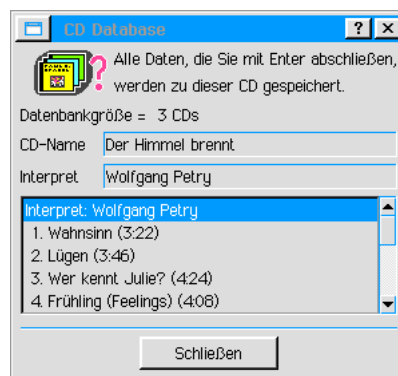 CD Database
Alle Daten, die Sie mit Enter abschließen,
werden zu dieser CD gespeichert.
Datenbankgröße = 3 CDs
CD-Name Der Himmel brennt
Interpret Wolfgang Petry
Interpret: Wolfgang Petry
1. Wahnsinn (3:22)
2. Lügen (3:46)
3. Wer kennt Julie? (4:24)
4. Frühling (Feelings) (4:08)
Schließen